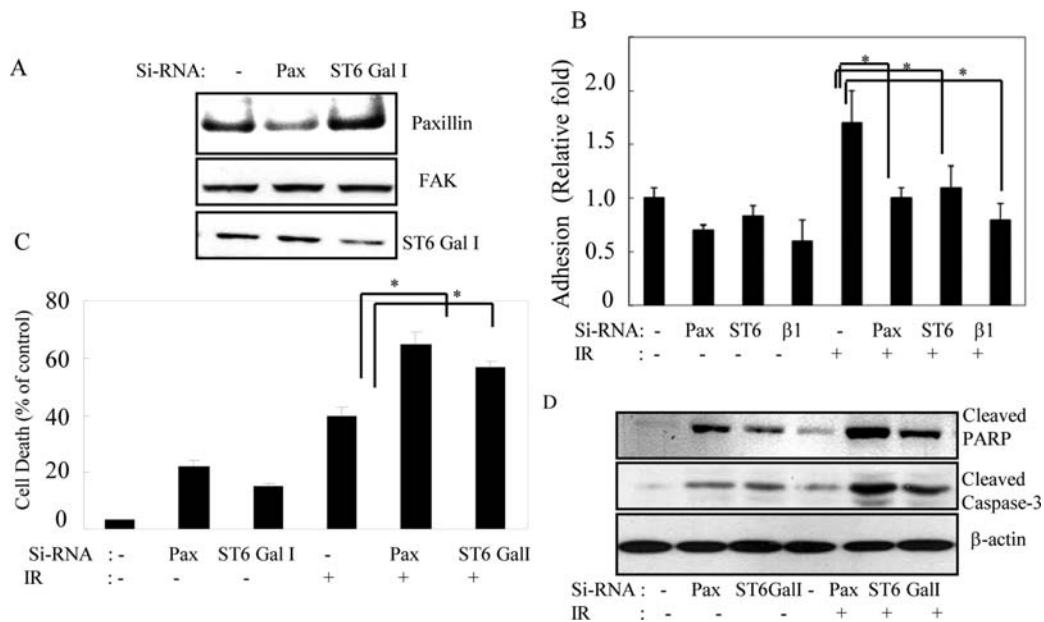 A
Si-RNA: - Pax ST6 Gal I
Paxillin
FAK
ST6 Gal I
B
Adhesion (Relative fold)
2.0
1.5
1.0
0.5
0
* * *
Si-RNA: - Pax ST6 β1 - Pax ST6 β1
IR : - - - - + + + +
C
Cell Death (% of control)
80
60
40
20
0
* *
Si-RNA :- Pax ST6 Gal I - Pax ST6 GalI
IR :- - - + + +
D
Cleaved
PARP
Cleaved
Caspase-3
β-actin
Si-RNA: - Pax ST6GalI - Pax ST6 GalI
IR : - - - + + +